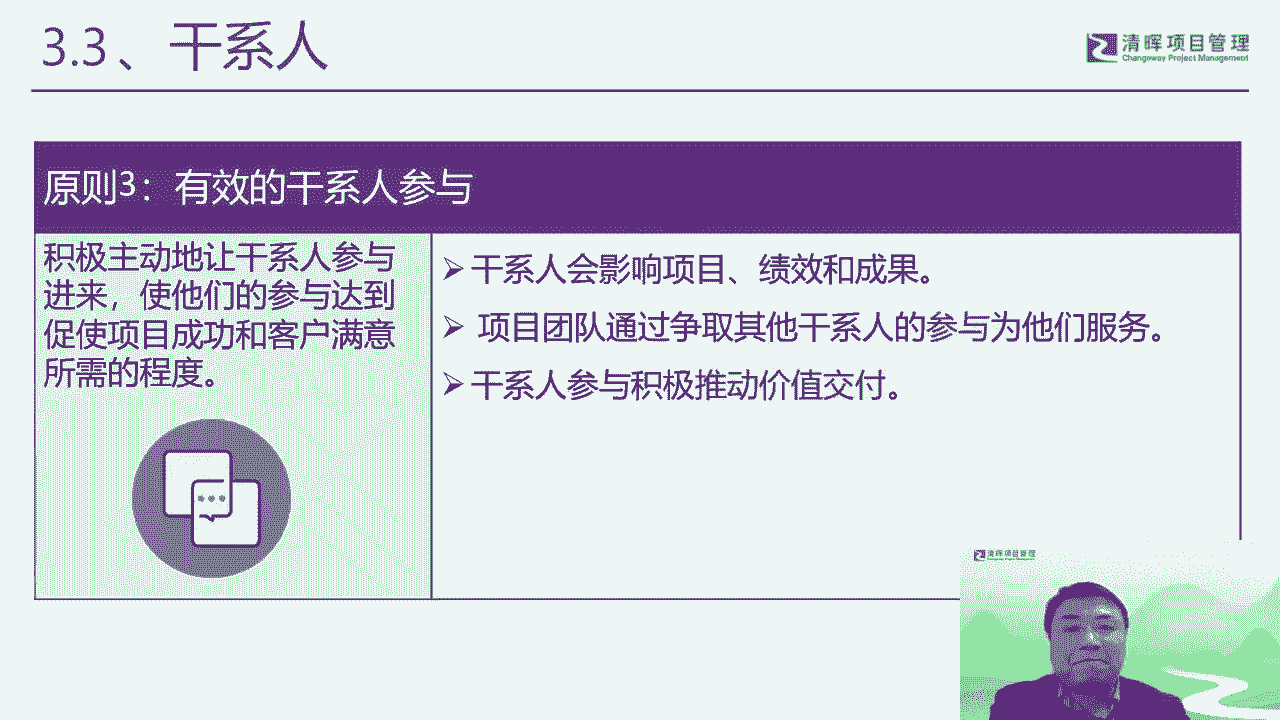 3.3、干系人
清晖项目管理
Changeway Project Management
原则3：有效的干系人参与
积极主动地让干系人参与
进来，使他们的参与达到
促使项目成功和客户满意
所需的程度。
➢干系人会影响项目、绩效和成果。
➢ 项目团队通过争取其他干系人的参与为他们服务。
➢干系人参与积极推动价值交付。
清晖项目管理
Changeway Project Management